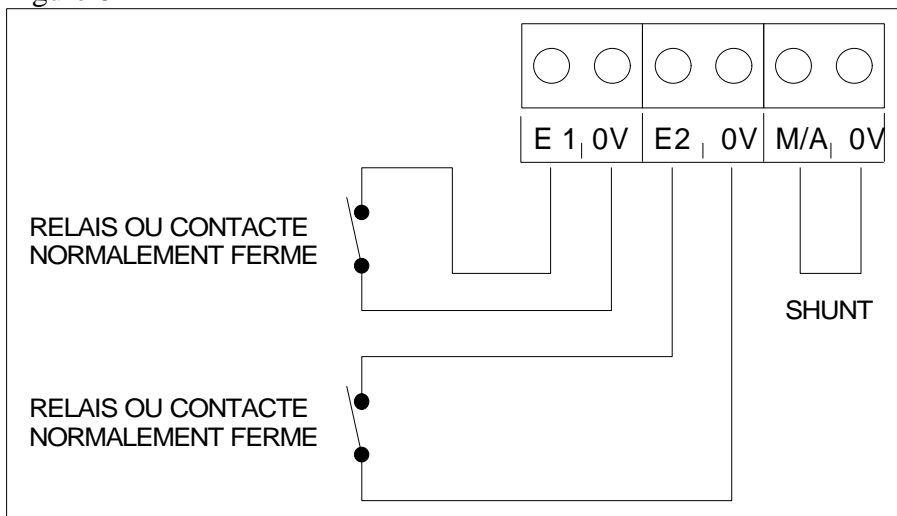 E 1 0V E2 0V M/A 0V
RELAIS OU CONTACTE
NORMALEMENT FERME
SHUNT
RELAIS OU CONTACTE
NORMALEMENT FERME